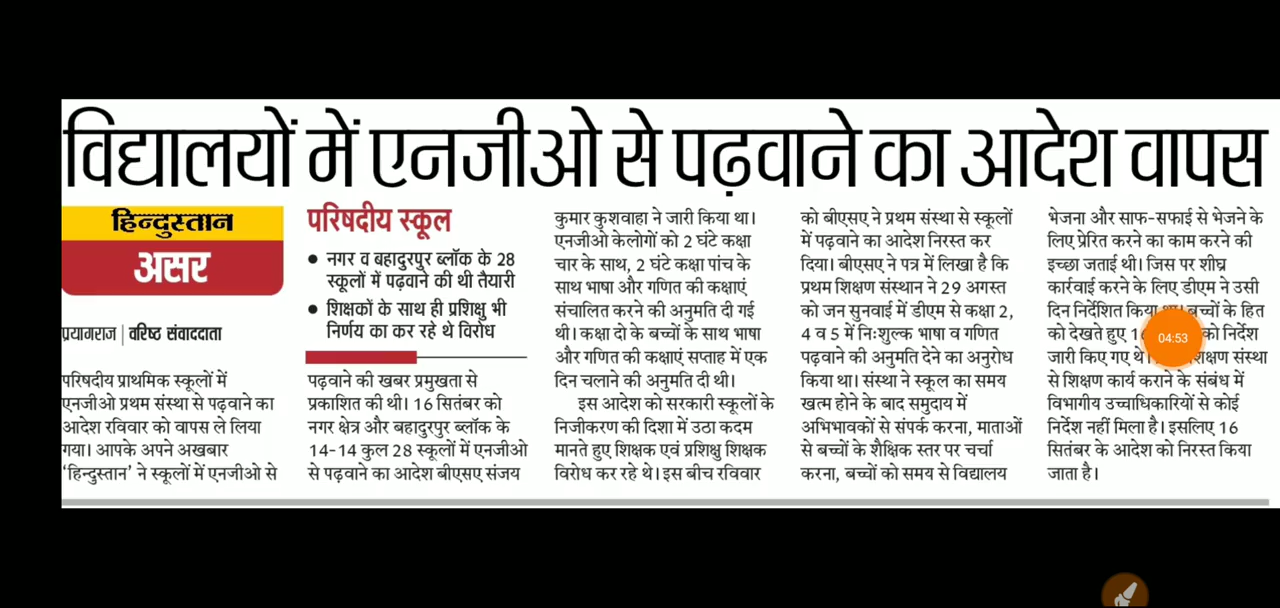 विद्यालयों में एनजीओ से पढ़वाने का आदेश वापस
हिन्दुस्तान
असर
प्रयागराज | वरिष्ठ संवाददाता
परिषदीय प्राथमिक स्कूलों में
एनजीओ प्रथम संस्था से पढ़वाने का
आदेश रविवार को वापस ले लिया
गया। आपके अपने अखबार
‘हिन्दुस्तान’ ने स्कूलों में एनजीओ से
परिषदीय स्कूल
● नगर व बहादुरपुर ब्लॉक के 28
स्कूलों में पढ़वाने की थी तैयारी
● शिक्षकों के साथ ही प्रशिक्षु भी
निर्णय का कर रहे थे विरोध
पढ़वाने की खबर प्रमुखता से
प्रकाशित की थी। 16 सितंबर को
नगर क्षेत्र और बहादुरपुर ब्लॉक के
14-14 कुल 28 स्कूलों में एनजीओ
से पढ़वाने का आदेश बीएसए संजय
कुमार कुशवाहा ने जारी किया था।
एनजीओ केलोगों को 2 घंटे कक्षा
चार के साथ, 2 घंटे कक्षा पांच के
साथ भाषा और गणित की कक्षाएं
संचालित करने की अनुमति दी गई
थी। कक्षा दो के बच्चों के साथ भाषा
और गणित की कक्षाएं सप्ताह में एक
दिन चलाने की अनुमति दी थी।
इस आदेश को सरकारी स्कूलों के
निजीकरण की दिशा में उठा कदम
मानते हुए शिक्षक एवं प्रशिक्षु शिक्षक
विरोध कर रहे थे। इस बीच रविवार
को बीएसए ने प्रथम संस्था से स्कूलों
में पढ़वाने का आदेश निरस्त कर
दिया। बीएसए ने पत्र में लिखा है कि
प्रथम शिक्षण संस्थान ने 29 अगस्त
को जन सुनवाई में डीएम से कक्षा 2,
4 व 5 में निःशुल्क भाषा व गणित
पढ़वाने की अनुमति देने का अनुरोध
किया था। संस्था ने स्कूल का समय
खत्म होने के बाद समुदाय में
अभिभावकों से संपर्क करना, माताओं
से बच्चों के शैक्षिक स्तर पर चर्चा
करना, बच्चों को समय से विद्यालय
भेजना और साफ-सफाई से भेजने के
लिए प्रेरित करने का काम करने की
इच्छा जताई थी। जिस पर शीघ्र
कार्रवाई करने के लिए डीएम ने उसी
दिन निर्देशित किया बच्चों के हित
को देखते हुए को निर्देश
जारी किए गए थे। संस्था
से शिक्षण कार्य कराने के संबंध में
विभागीय उच्चाधिकारियों से कोई
निर्देश नहीं मिला है। इसलिए 16
सितंबर के आदेश को निरस्त किया
जाता है।
04:53